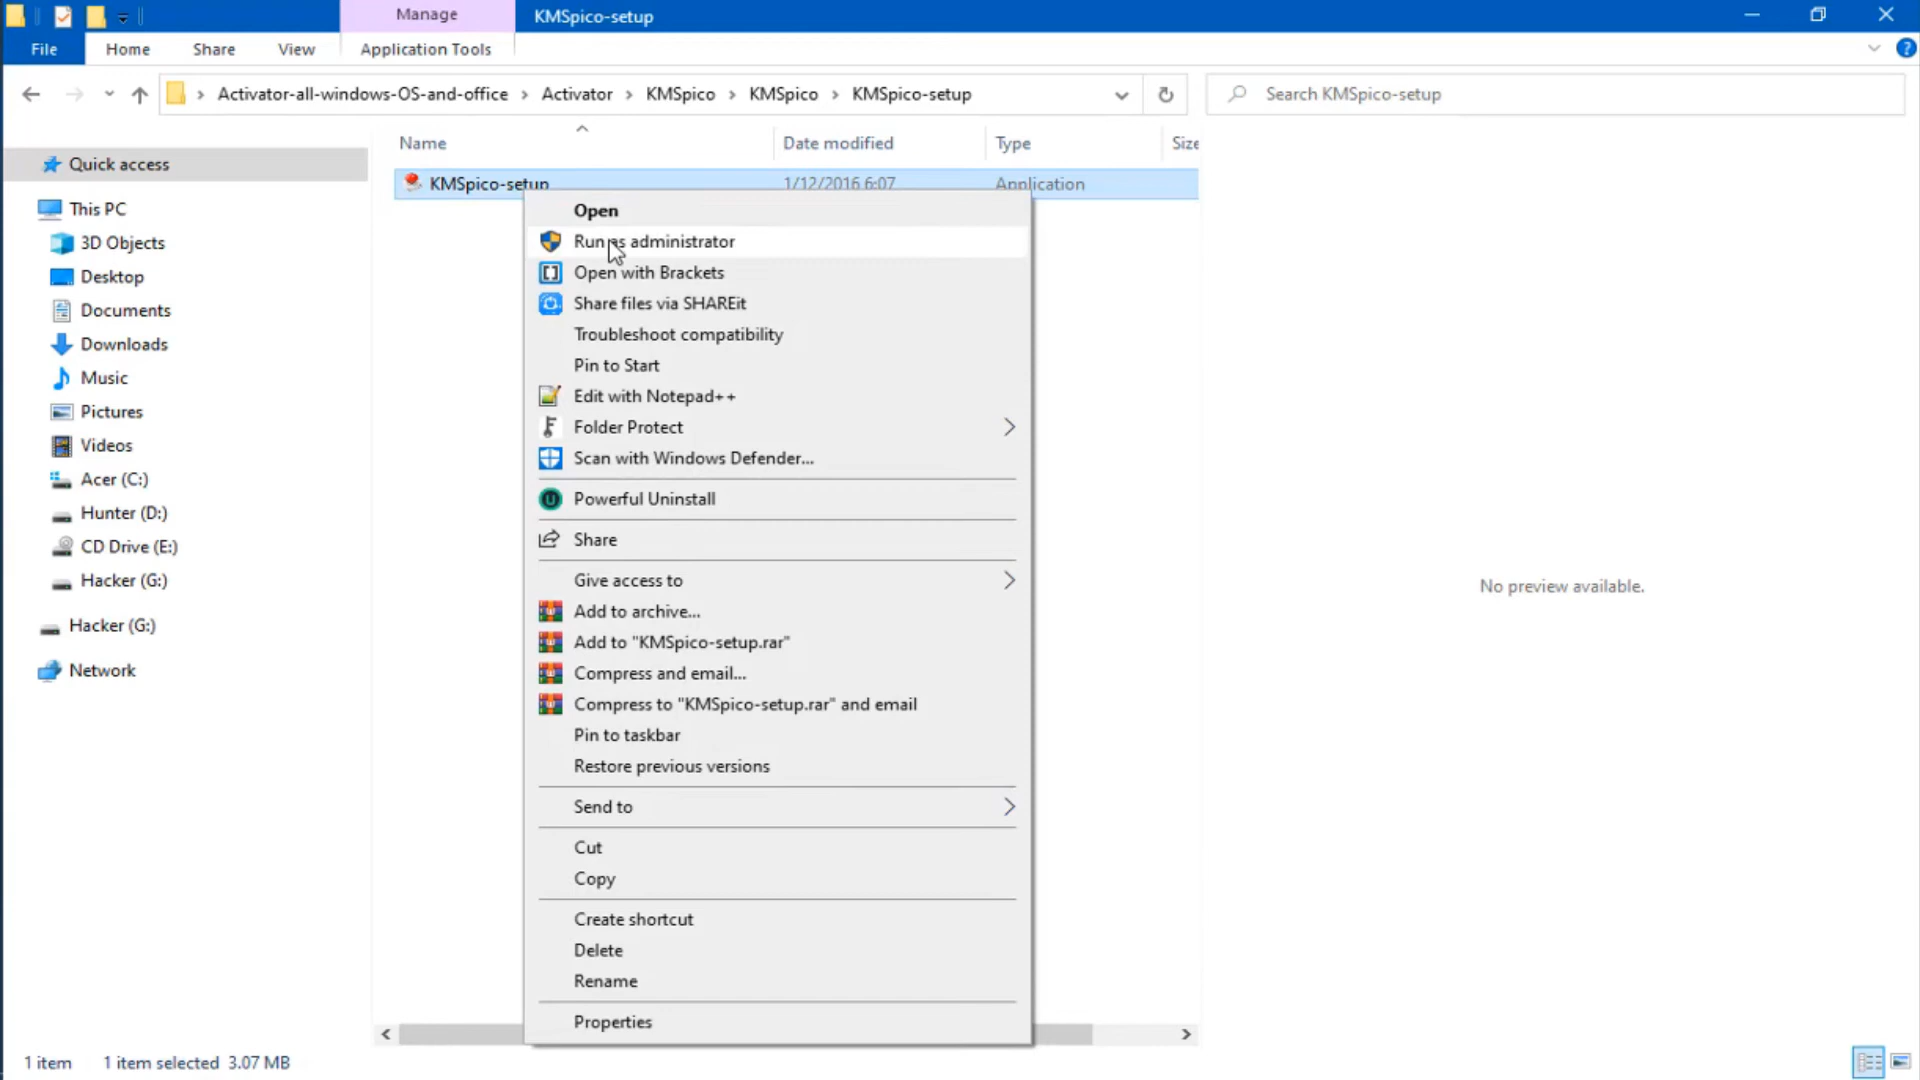 Manage
KMSpico-setup
File
Home
Share
View
Application Tools
Activator-all-windows-OS-and-office
Activator
KMSpico
KMSpico
KMSpico-setup
Search KMSpico-setup
Name
Date modified
Type
Size
Quick access
KMSpico-setup
1/12/2016 6:07
Application
This PC
3D Objects
Desktop
Documents
Downloads
Music
Pictures
Videos
Acer (C:)
Hunter (D:)
CD Drive (E:)
Hacker (G:)
Hacker (G:)
Network
Open
Run as administrator
Open with Brackets
Share files via SHAREit
Troubleshoot compatibility
Pin to Start
Edit with Notepad++
Folder Protect
Scan with Windows Defender...
Powerful Uninstall
Share
Give access to
Add to archive...
Add to "KMSpico-setup.rar"
Compress and email...
Compress to "KMSpico-setup.rar" and email
Pin to taskbar
Restore previous versions
Send to
Cut
Copy
Create shortcut
Delete
Rename
Properties
No preview available.
1 item
1 item selected 3.07 MB